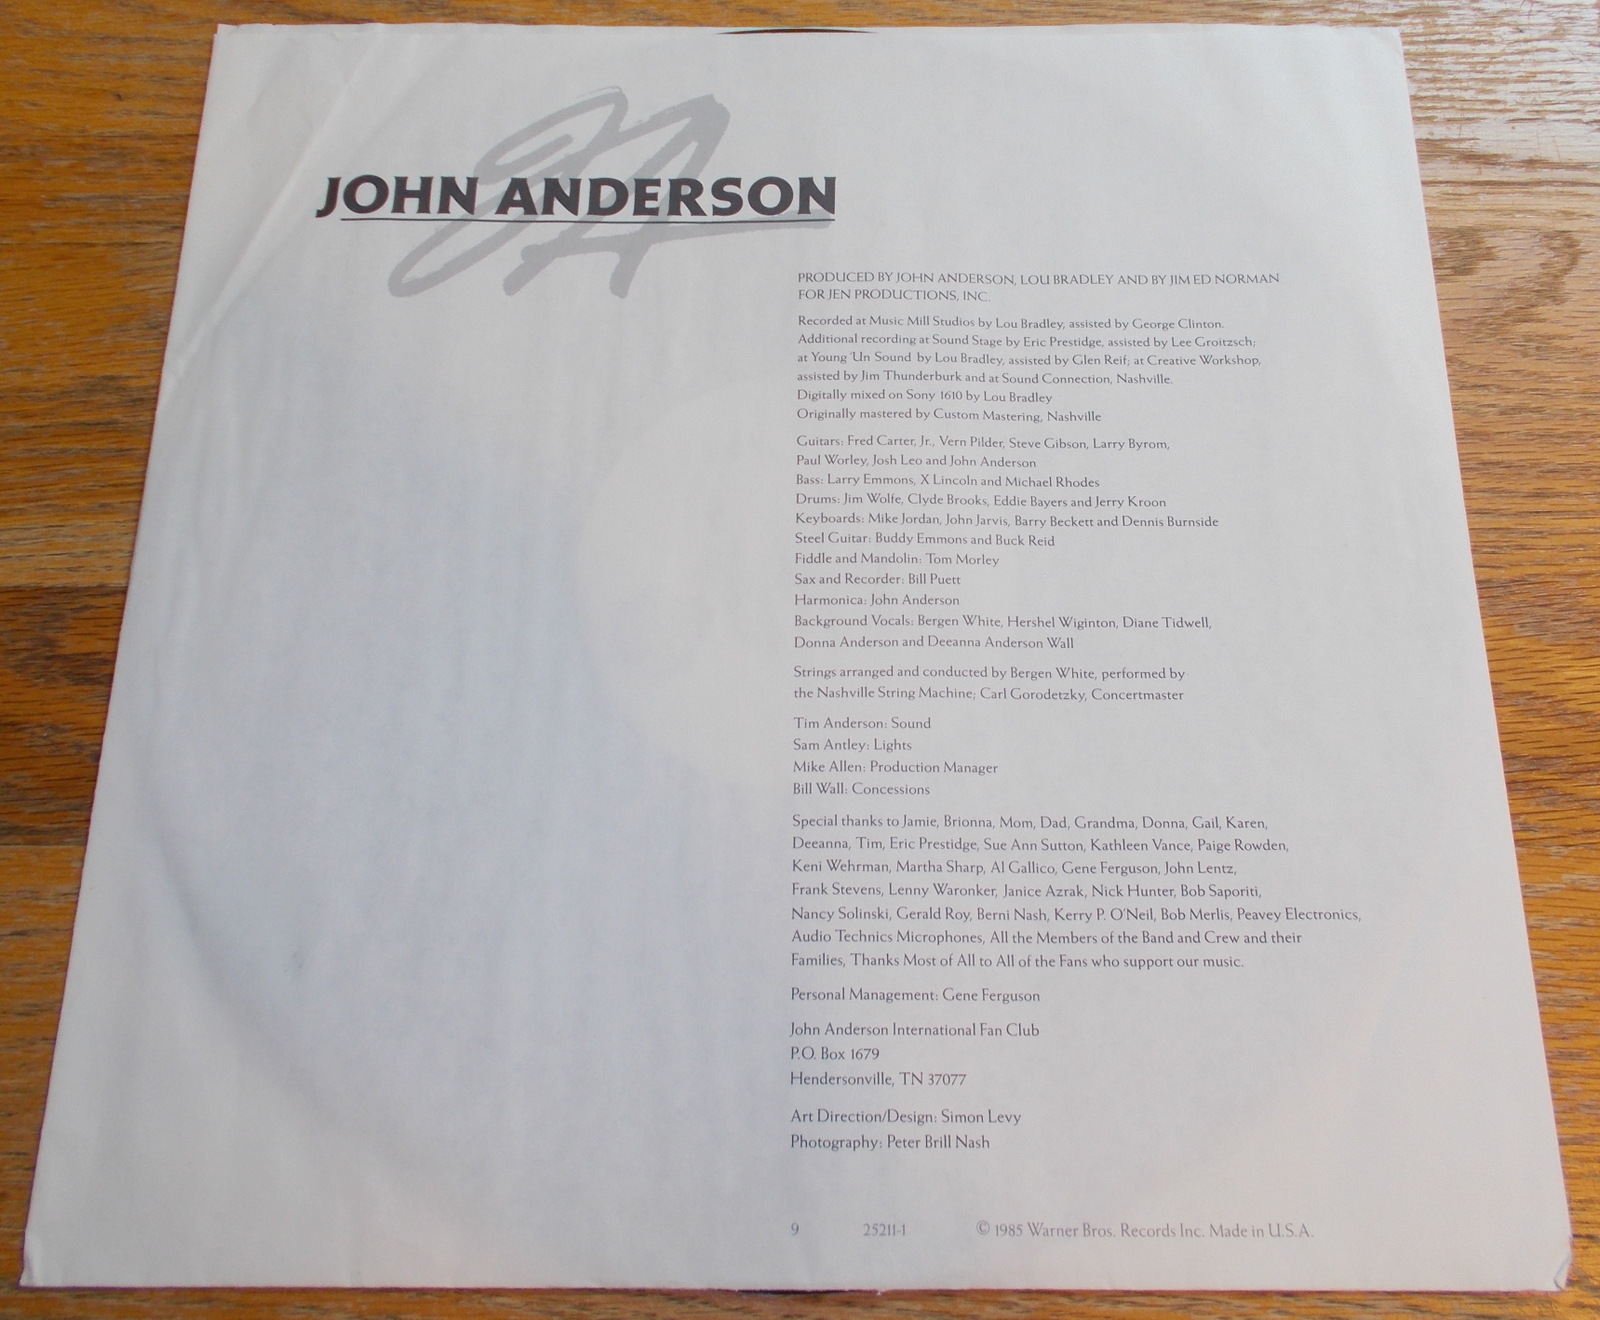 JA
JOHN ANDERSON
PRODUCED BY JOHN ANDERSON, LOU BRADLEY AND BY JIM ED NORMAN
FOR JEN PRODUCTIONS, INC.
Recorded at Music Mill Studios by Lou Bradley, assisted by George Clinton.
Additional recording at Sound Stage by Eric Prestidge, assisted by Lee Groitzsch;
at Young 'Un Sound by Lou Bradley, assisted by Glen Reif; at Creative Workshop,
assisted by Jim Thunderburk and at Sound Connection, Nashville.
Digitally mixed on Sony 1610 by Lou Bradley
Originally mastered by Custom Mastering, Nashville
Guitars: Fred Carter, Jr., Vern Pilder, Steve Gibson, Larry Byrom,
Paul Worley, Josh Leo and John Anderson
Bass: Larry Emmons, X Lincoln and Michael Rhodes
Drums: Jim Wolfe, Clyde Brooks, Eddie Bayers and Jerry Kroon
Keyboards: Mike Jordan, John Jarvis, Barry Beckett and Dennis Burnside
Steel Guitar: Buddy Emmons and Buck Reid
Fiddle and Mandolin: Tom Morley
Sax and Recorder: Bill Puett
Harmonica: John Anderson
Background Vocals: Bergen White, Hershel Wiginton, Diane Tidwell,
Donna Anderson and Deeanna Anderson Wall
Strings arranged and conducted by Bergen White, performed by
the Nashville String Machine; Carl Gorodetzky, Concertmaster
Tim Anderson: Sound
Sam Antley: Lights
Mike Allen: Production Manager
Bill Wall: Concessions
Special thanks to Jamie, Brionna, Mom, Dad, Grandma, Donna, Gail, Karen,
Deeanna, Tim, Eric Prestidge, Sue Ann Sutton, Kathleen Vance, Paige Rowden,
Keni Wehrman, Martha Sharp, Al Gallico, Gene Ferguson, John Lentz,
Frank Stevens, Lenny Waronker, Janice Azrak, Nick Hunter, Bob Saporiti,
Nancy Solinski, Gerald Roy, Berni Nash, Kerry P. O'Neil, Bob Merlis, Peavey Electronics,
Audio Technics Microphones, All the Members of the Band and Crew and their
Families, Thanks Most of All to All of the Fans who support our music.
Personal Management: Gene Ferguson
John Anderson International Fan Club
P.O. Box 1679
Hendersonville, TN 37077
Art Direction/Design: Simon Levy
Photography: Peter Brill Nash
9 25211-1 © 1985 Warner Bros. Records Inc. Made in U.S.A.